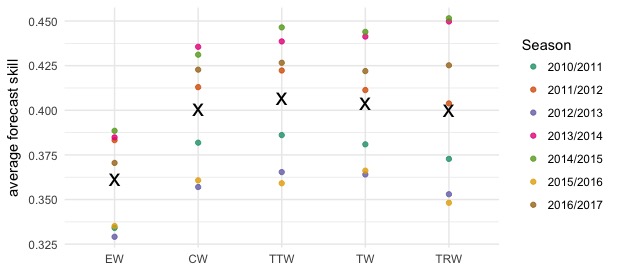 average forecast skill
0.450
0.425
0.400
0.375
0.350
0.325
X
X
X
X
X
EW
CW
TTW
TW
TRW
Season
2010/2011
2011/2012
2012/2013
2013/2014
2014/2015
2015/2016
2016/2017